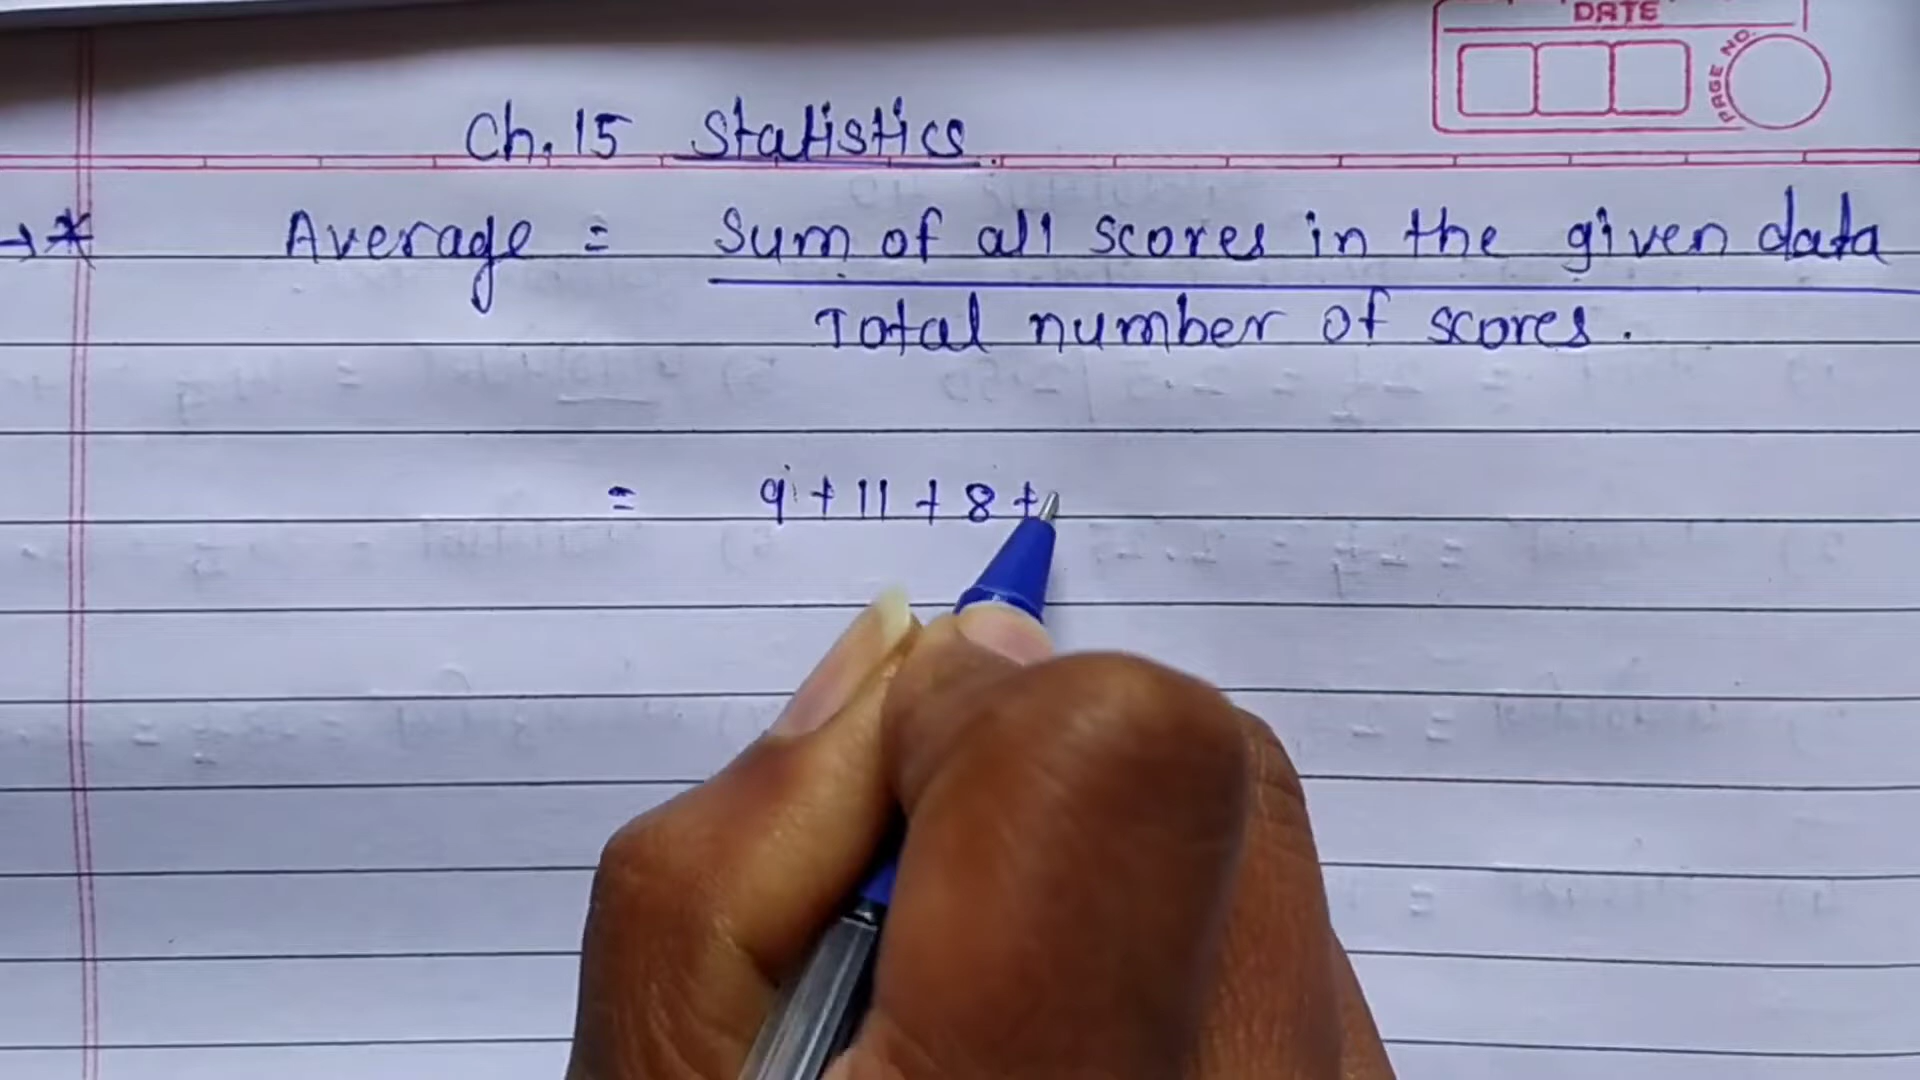 DATE
PAGE NO.
Ch. 15 Statistics.
→* Average = Sum of all scores in the given data
Total number of scores.
= 9 + 11 + 8 +